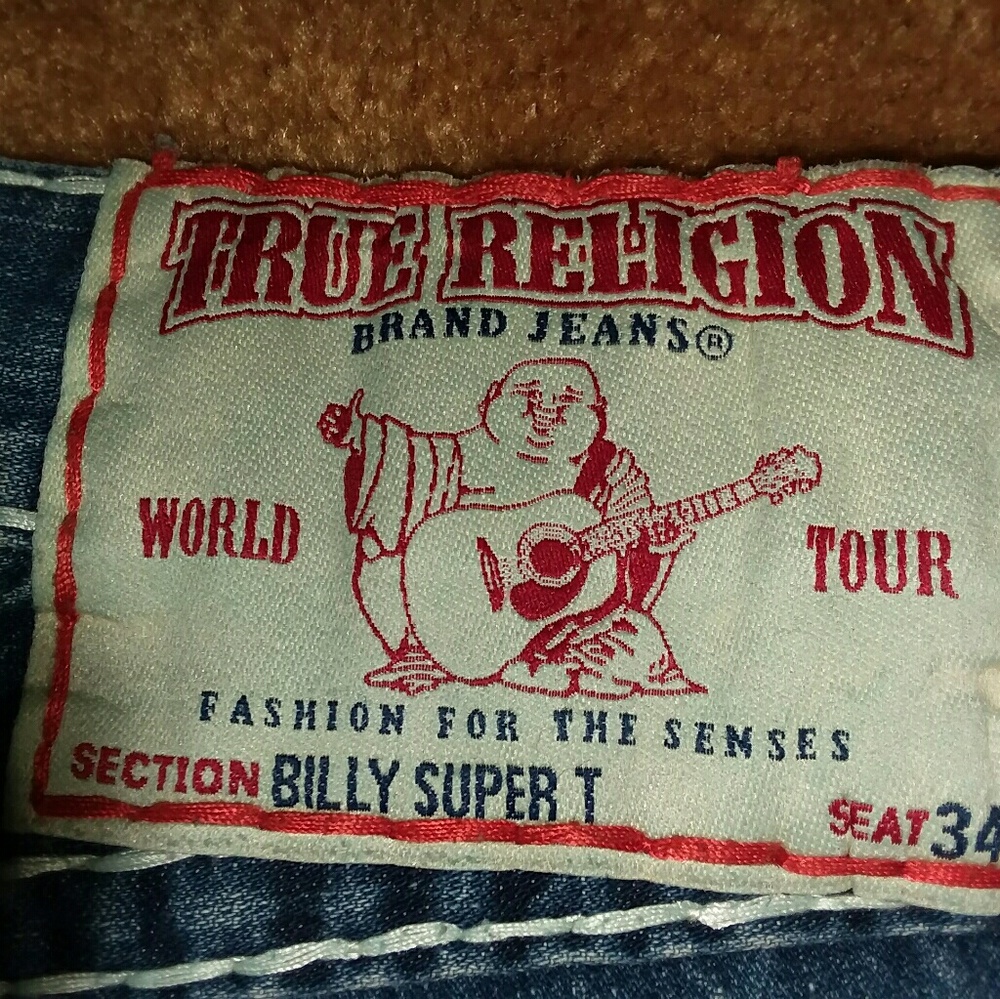 TRUE RELIGION
BRAND JEANS®
WORLD TOUR
FASHION FOR THE SENSES
SECTION BILLY SUPER T
SEAT 34